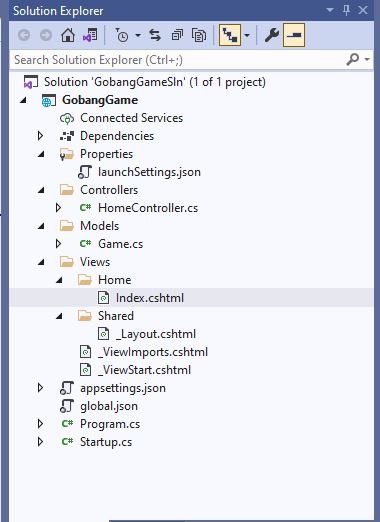 Solution Explorer
Search Solution Explorer (Ctrl+;)
Solution 'GobangGameSln' (1 of 1 project)
GobangGame
Connected Services
Dependencies
Properties
launchSettings.json
Controllers
C# HomeController.cs
Models
C# Game.cs
Views
Home
Index.cshtml
Shared
_Layout.cshtml
_ViewImports.cshtml
_ViewStart.cshtml
appsettings.json
global.json
C# Program.cs
C# Startup.cs